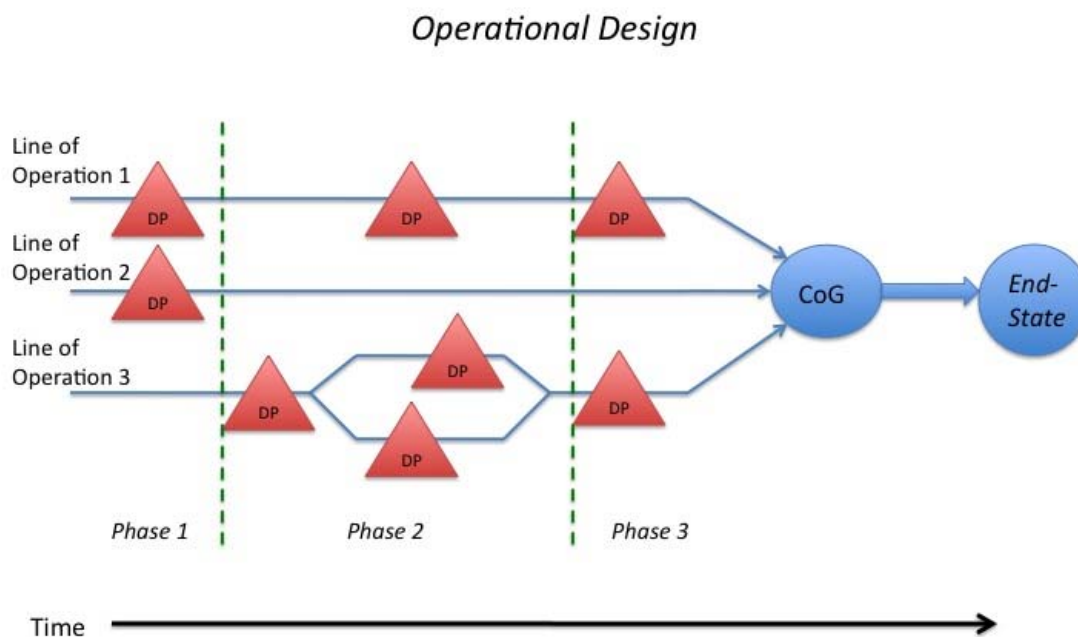 Operational Design
Line of
Operation 1
DP
DP
DP
Line of
Operation 2
DP
CoG
End-
State
Line of
Operation 3
DP
DP
DP
DP
Phase 1
Phase 2
Phase 3
Time